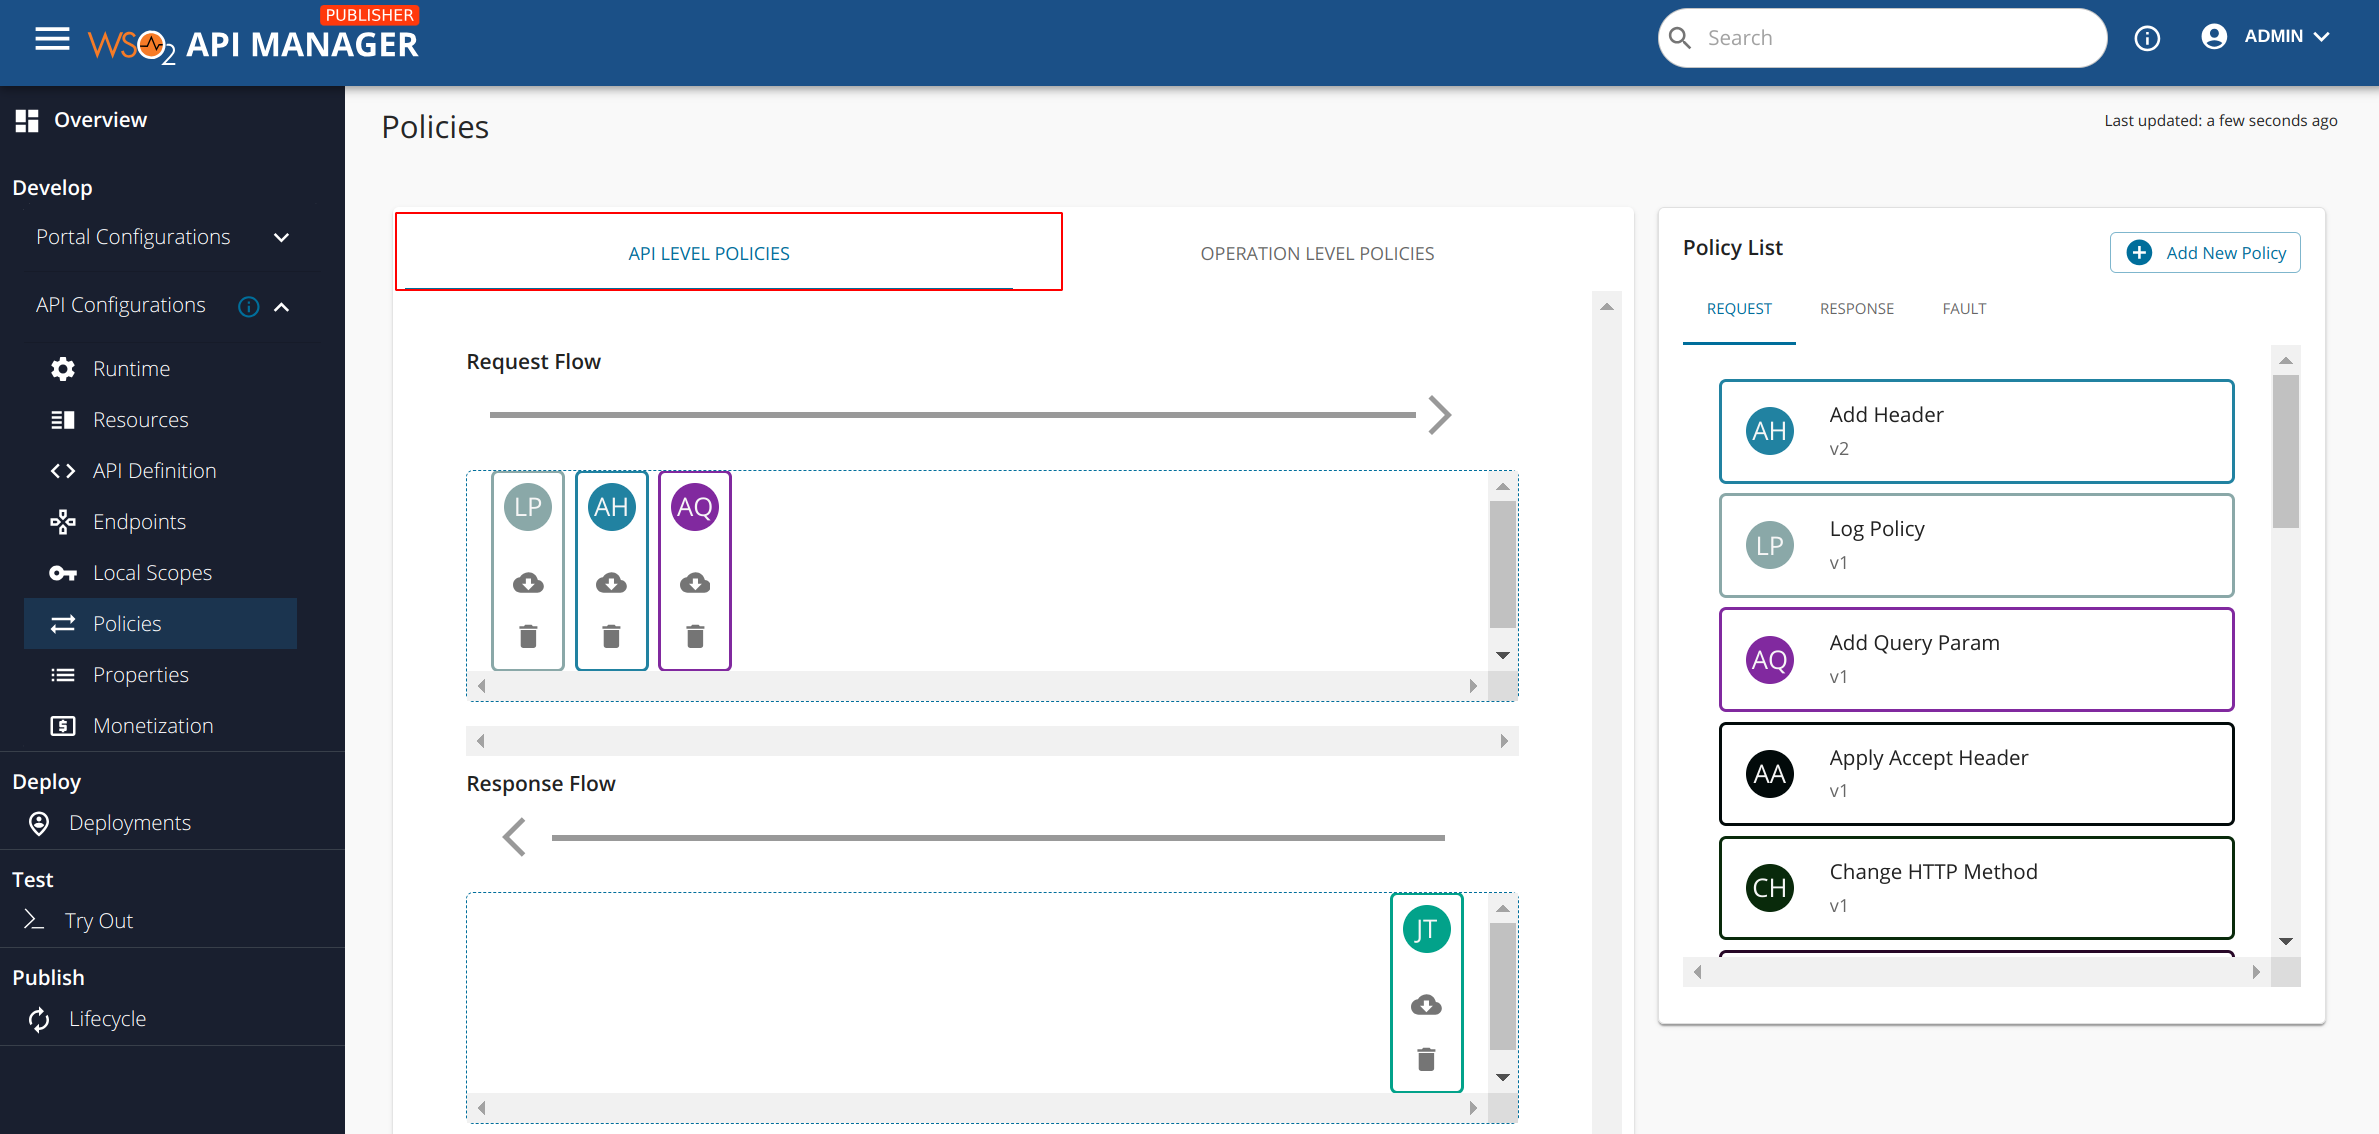 PUBLISHER
WSO2 API MANAGER
Search
ADMIN
Overview
Develop
Portal Configurations
API Configurations
Runtime
Resources
API Definition
Endpoints
Local Scopes
Policies
Properties
Monetization
Deploy
Deployments
Test
Try Out
Publish
Lifecycle
Policies
Last updated: a few seconds ago
API LEVEL POLICIES
OPERATION LEVEL POLICIES
Request Flow
LP
AH
AQ
Response Flow
JT
Policy List
Add New Policy
REQUEST
RESPONSE
FAULT
AH
Add Header
v2
LP
Log Policy
v1
AQ
Add Query Param
v1
AA
Apply Accept Header
v1
CH
Change HTTP Method
v1